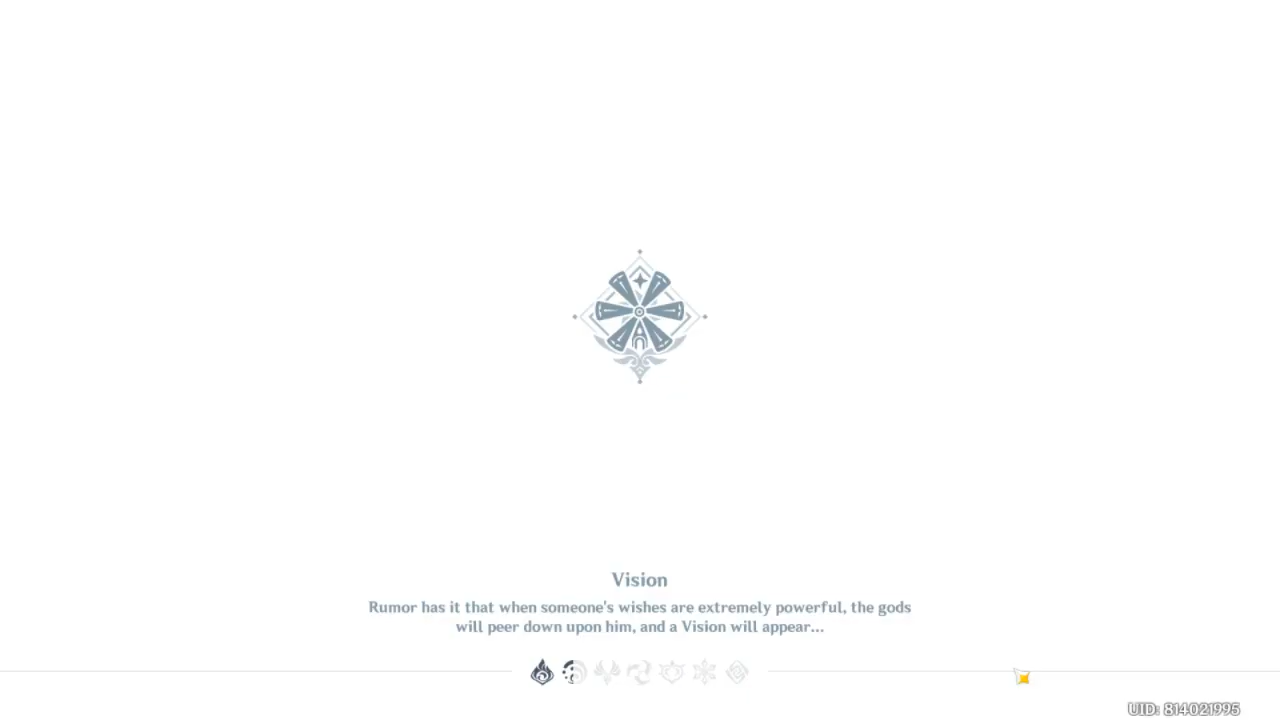 Vision
Rumor has it that when someone's wishes are extremely powerful, the gods
will peer down upon him, and a Vision will appear...
UID: 814021995